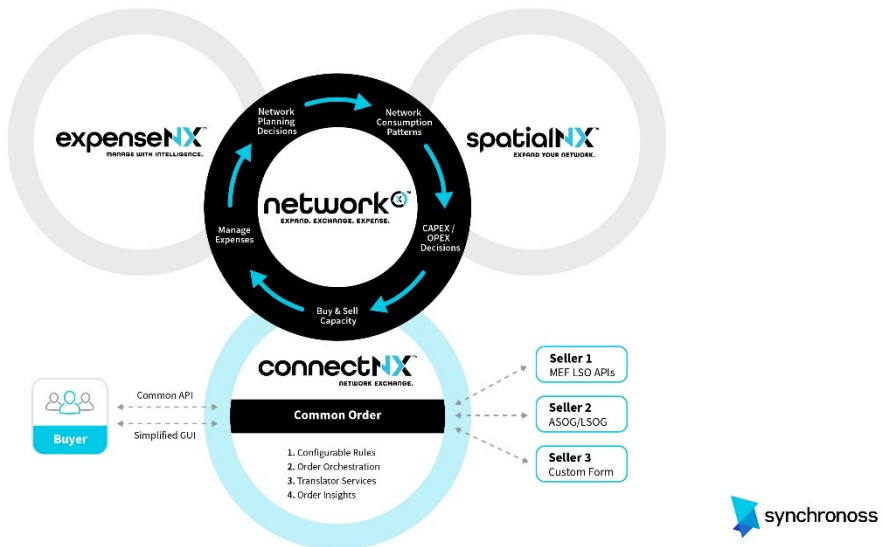 Network
Planning
Decisions
Network
Consumption
Patterns
expenseNX™
MANAGE WITH INTELLIGENCE.
spatialNX™
EXPAND YOUR NETWORK.
networkX™
EXPAND. EXCHANGE. EXPENSE.
Manage
Expenses
CAPEX /
OPEX
Decisions
Buy & Sell
Capacity
connectNX™
NETWORK EXCHANGE.
Common Order
1. Configurable Rules
2. Order Orchestration
3. Translator Services
4. Order Insights
Common API
Simplified GUI
Buyer
Seller 1
MEF LSO APIs
Seller 2
ASOG/LSOG
Seller 3
Custom Form
synchronoss